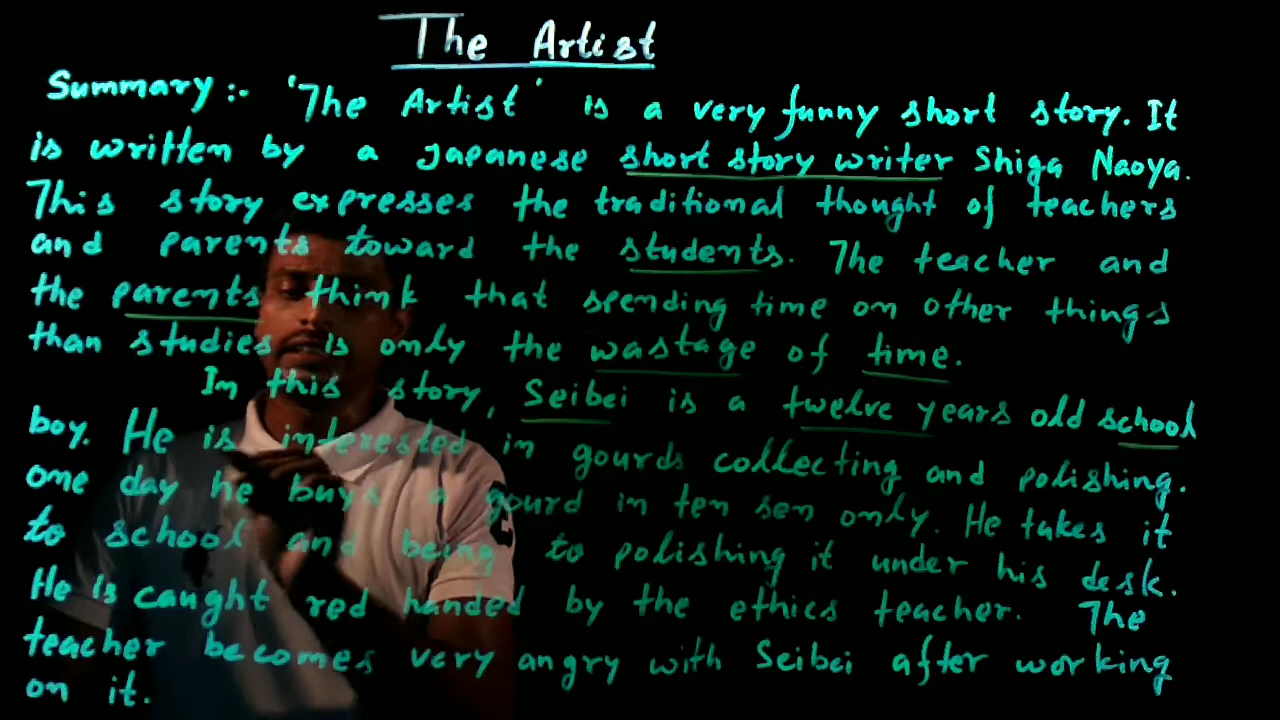 The Artist
Summary:- 'The Artist' is a very funny short story. It
is written by a Japanese short story writer Shiga Naoya.
This story expresses the traditional thought of teachers
and parents toward the students. The teacher and
the parents think that spending time on other things
than studies is only the wastage of time.
In this story, Seibei is a twelve years old school
boy. He is interested in gourds collecting and polishing.
one day he buys a gourd in ten sen only. He takes it
to school and being to polishing it under his desk.
He is caught red handed by the ethics teacher. The
teacher becomes very angry with Seibei after working
on it.